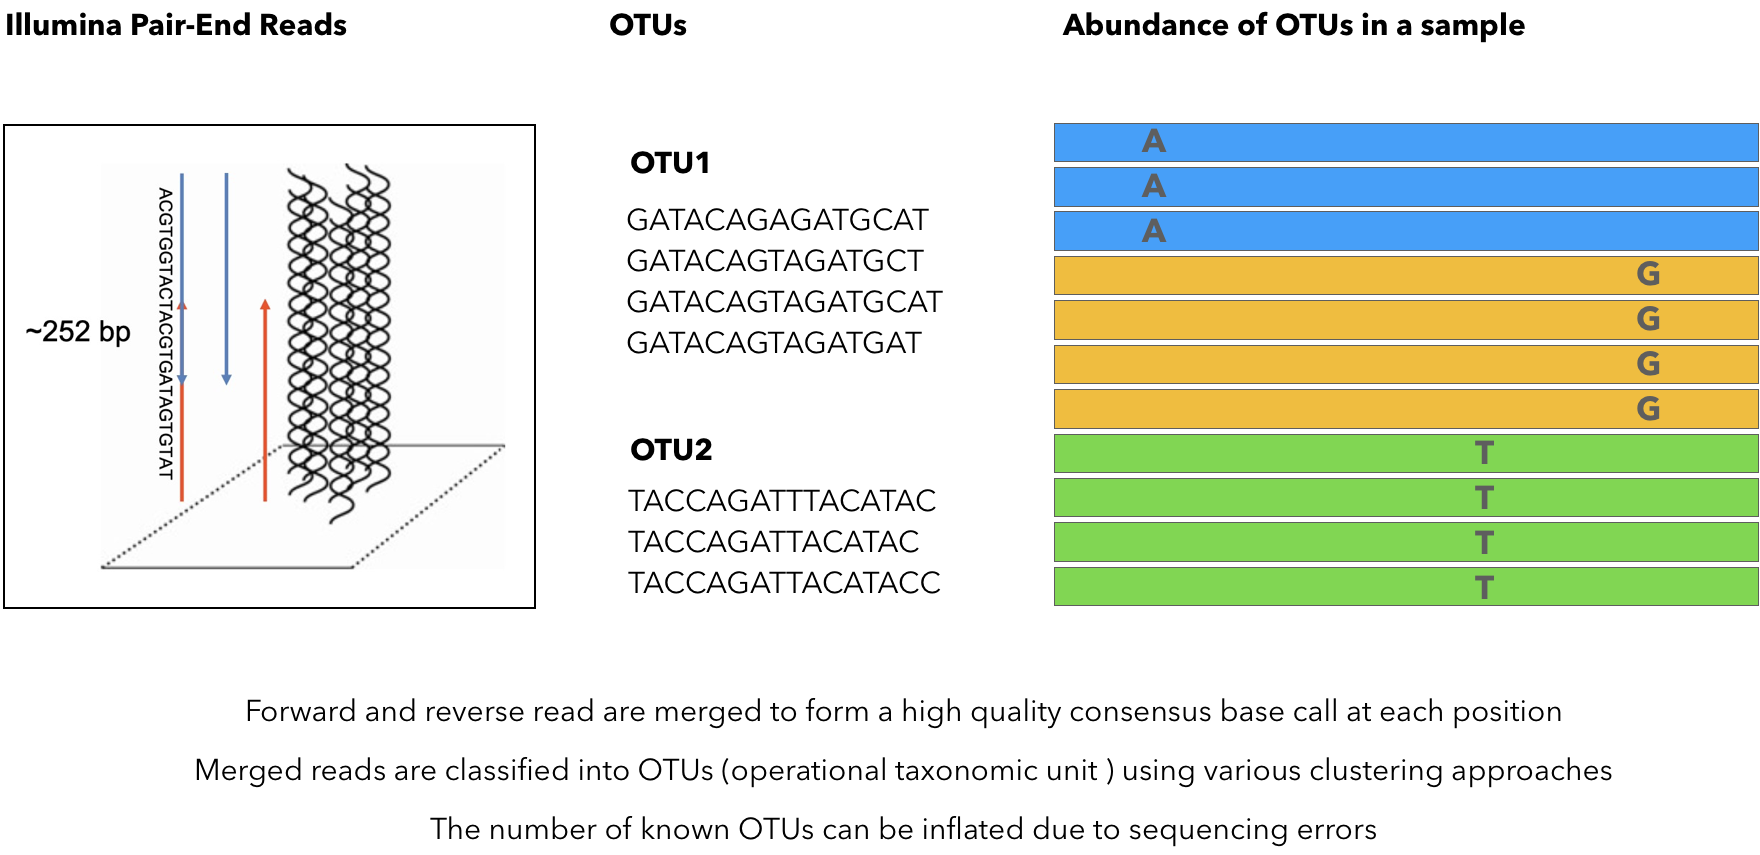 Illumina Pair-End Reads
OTUs
Abundance of OTUs in a sample
~252 bp
ACGTGGTACTACGTGATAGTGTAT
OTU1
GATACAGAGATGCAT
GATACAGTAGATGCT
GATACAGTAGATGCAT
GATACAGTAGATGAT
OTU2
TACCAGATTTACATAC
TACCAGATTACATAC
TACCAGATTACATACC
A
A
A
G
G
G
G
T
T
T
T
Forward and reverse read are merged to form a high quality consensus base call at each position
Merged reads are classified into OTUs (operational taxonomic unit ) using various clustering approaches
The number of known OTUs can be inflated due to sequencing errors